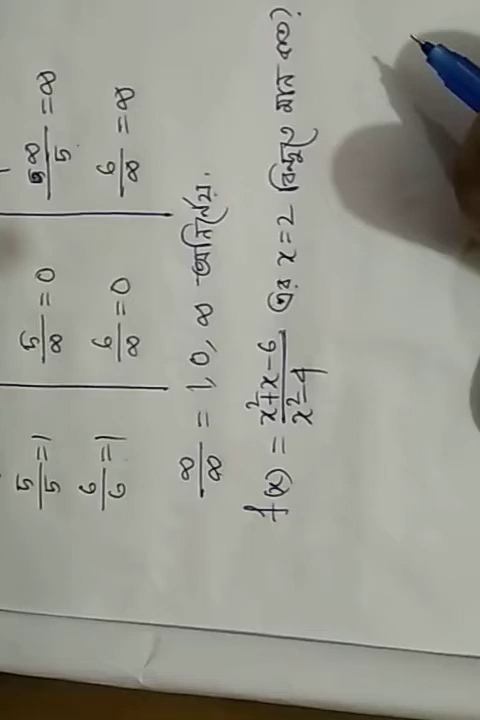 5/5 = 1 | 5/∞ = 0 | ∞/5 = ∞
6/6 = 1 | 6/∞ = 0 | 6/∞ = ∞
∞/∞ = 1, 0, ∞ অনির্ণেয়.
f(x) = x²+x-6/x²-4 এর x=2 বিন্দুতে মান কত?